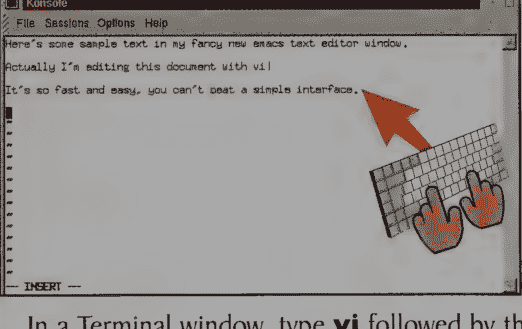 Konsole
File Sessions Options Help
Here's some sample text in my fancy new emacs text editor window.
Actually I'm editing this document with vi!
It's so fast and easy, you can't beat a simple interface.
~
~
~
~
~
~
~
~
~
~
~
-- INSERT --
In a Terminal window, type vi followed by th